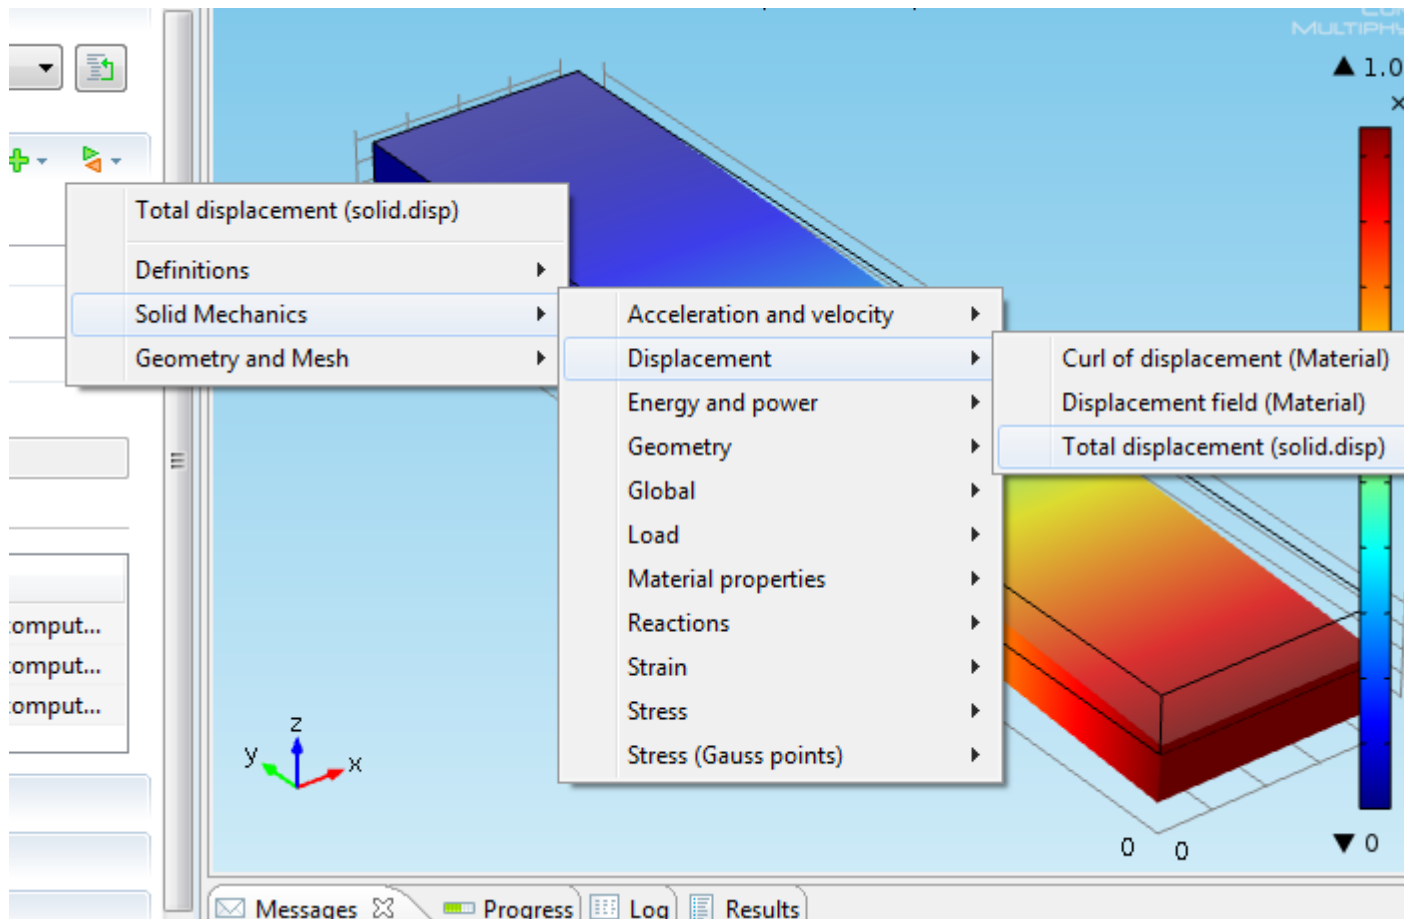 MULTIPHY
1.0
×
Total displacement (solid.disp)
Definitions
Solid Mechanics
Geometry and Mesh
Acceleration and velocity
Displacement
Energy and power
Geometry
Global
Load
Material properties
Reactions
Strain
Stress
Stress (Gauss points)
Curl of displacement (Material)
Displacement field (Material)
Total displacement (solid.disp)
omput...
omput...
omput...
z
y
x
0
0
0
Messages
Progress
Log
Results